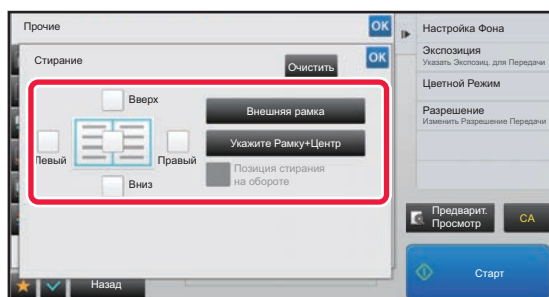 Прочие
OK
Стирание
Очистить
OK
Вверх
Левый
Правый
Вниз
Внешняя рамка
Укажите Рамку+Центр
Позиция стирания
на обороте
Назад
Настройка Фона
Экспозиция
Указать Экспозиц. для Передачи
Цветной Режим
Разрешение
Изменить Разрешение Передачи
Предварит.
Просмотр
CA
Старт